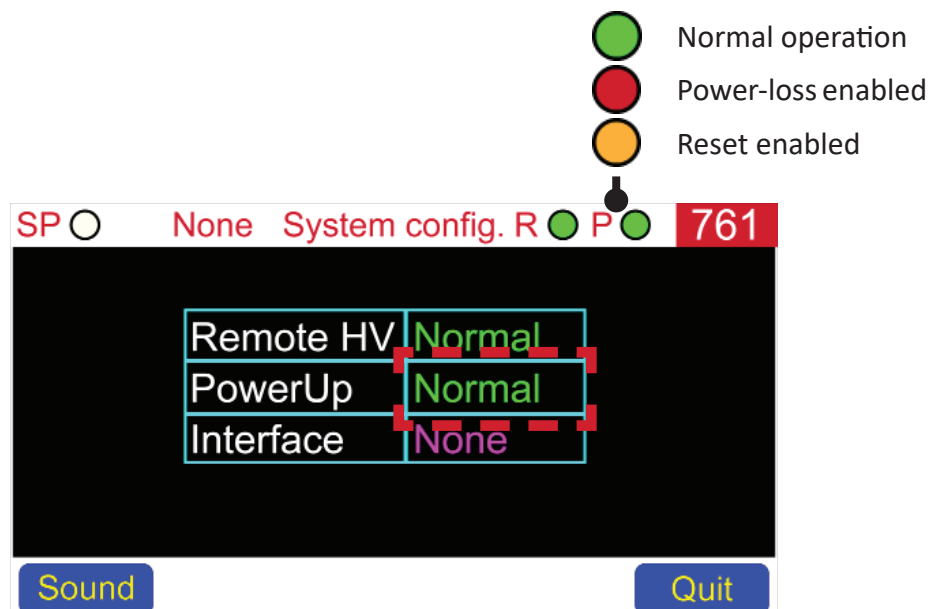 Normal operation
Power-loss enabled
Reset enabled
SP None System config. R P 761
Remote HV Normal
PowerUp Normal
Interface None
Sound Quit